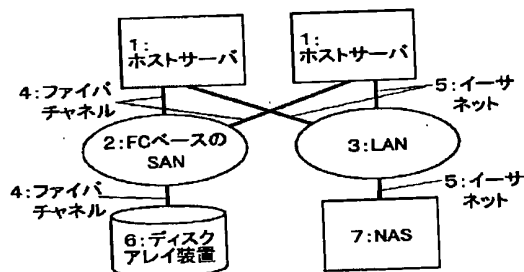 1:
ホストサーバ
1:
ホストサーバ
4:ファイバ
チャネル
5:イーサ
ネット
2:FCベースの
SAN
3:LAN
4:ファイバ
チャネル
5:イーサ
ネット
6:ディスク
アレイ装置
7:NAS